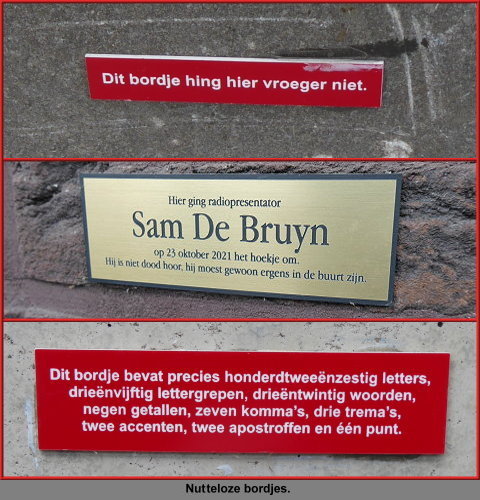 Dit bordje hing hier vroeger niet.
Hier ging radiopresentator
Sam De Bruyn
op 23 oktober 2021 het hoekje om.
Hij is niet dood hoor, hij moest gewoon ergens in de buurt zijn.
Dit bordje bevat precies honderdtweeënzestig letters,
drieënvijftig lettergrepen, drieëntwintig woorden,
negen getallen, zeven komma's, drie trema's,
twee accenten, twee apostroffen en één punt.
Nutteloze bordjes.